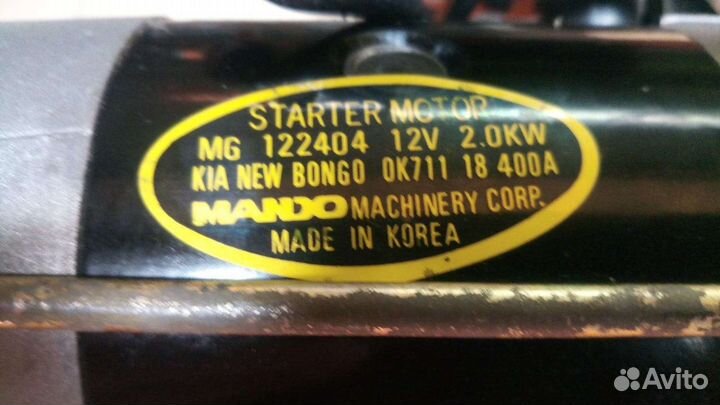 STARTER MOTOR
MG 122404 12V 2.0KW
KIA NEW BONGO 0K711 18 400A
MANDO MACHINERY CORP.
MADE IN KOREA
Avito